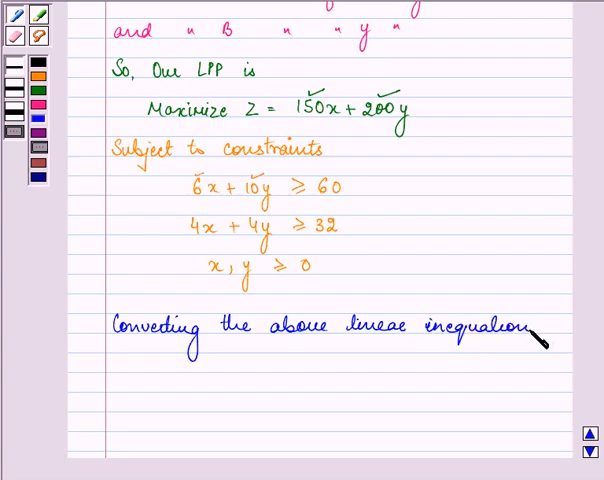 and " B " " y "
So, Our LPP is
Maximize Z = 150x + 200y
Subject to constraints
6x + 10y ≥ 60
4x + 4y ≥ 32
x, y ≥ 0
Converting the above linear inequation